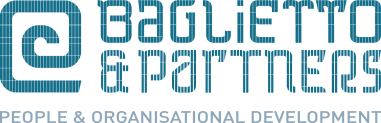 BAGLiETTO
& PARTNERS
PEOPLE & ORGANISATIONAL DEVELOPMENT